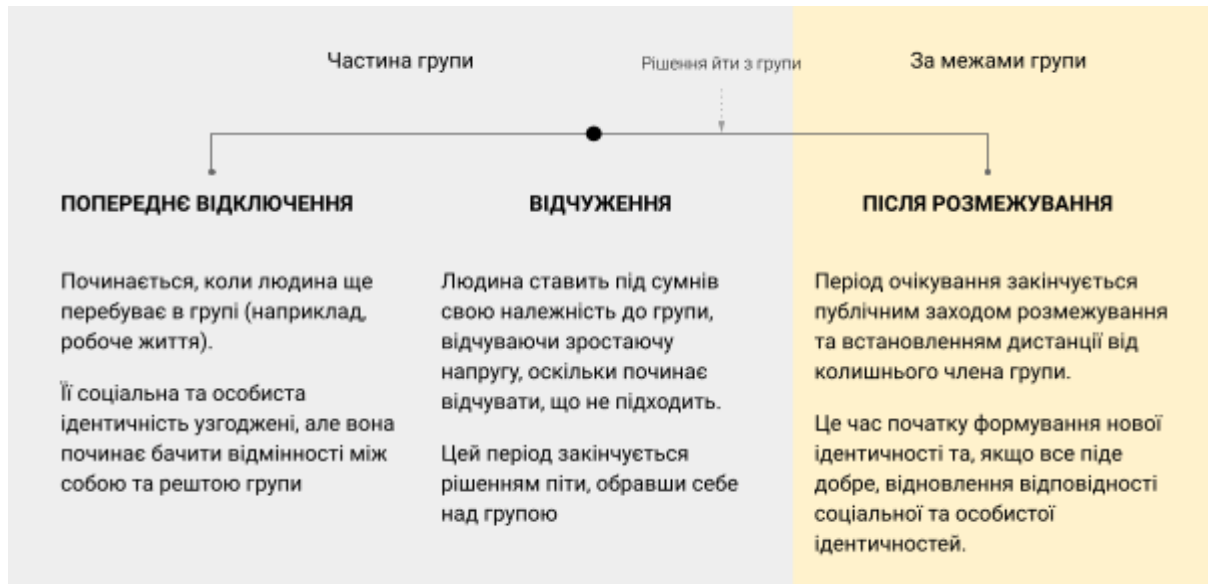 Частина групи
Рішення йти з групи
За межами групи
ПОПЕРЕДНЄ ВІДКЛЮЧЕННЯ
Починається, коли людина ще
перебуває в групі (наприклад,
робоче життя).
Її соціальна та особиста
ідентичність узгоджені, але вона
починає бачити відмінності між
собою та рештою групи
ВІДЧУЖЕННЯ
Людина ставить під сумнів
свою належність до групи,
відчуваючи зростаючу
напругу, оскільки починає
відчувати, що не підходить.
Цей період закінчується
рішенням піти, обравши себе
над групою
ПІСЛЯ РОЗМЕЖУВАННЯ
Період очікування закінчується
публічним заходом розмежування
та встановленням дистанції від
колишнього члена групи.
Це час початку формування нової
ідентичності та, якщо все піде
добре, відновлення відповідності
соціальної та особистої
ідентичностей.